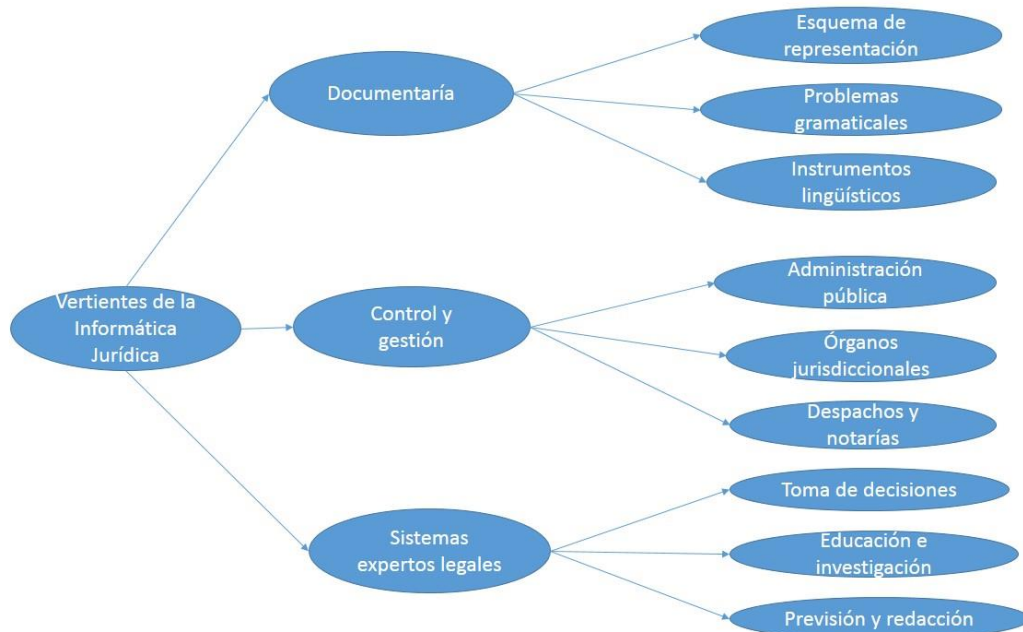 Esquema de
representación
Documentaría
Problemas
gramaticales
Instrumentos
lingüísticos
Vertientes de la
Informática
Jurídica
Control y
gestión
Administración
pública
Órganos
jurisdiccionales
Despachos y
notarías
Sistemas
expertos legales
Toma de decisiones
Educación e
investigación
Previsión y redacción